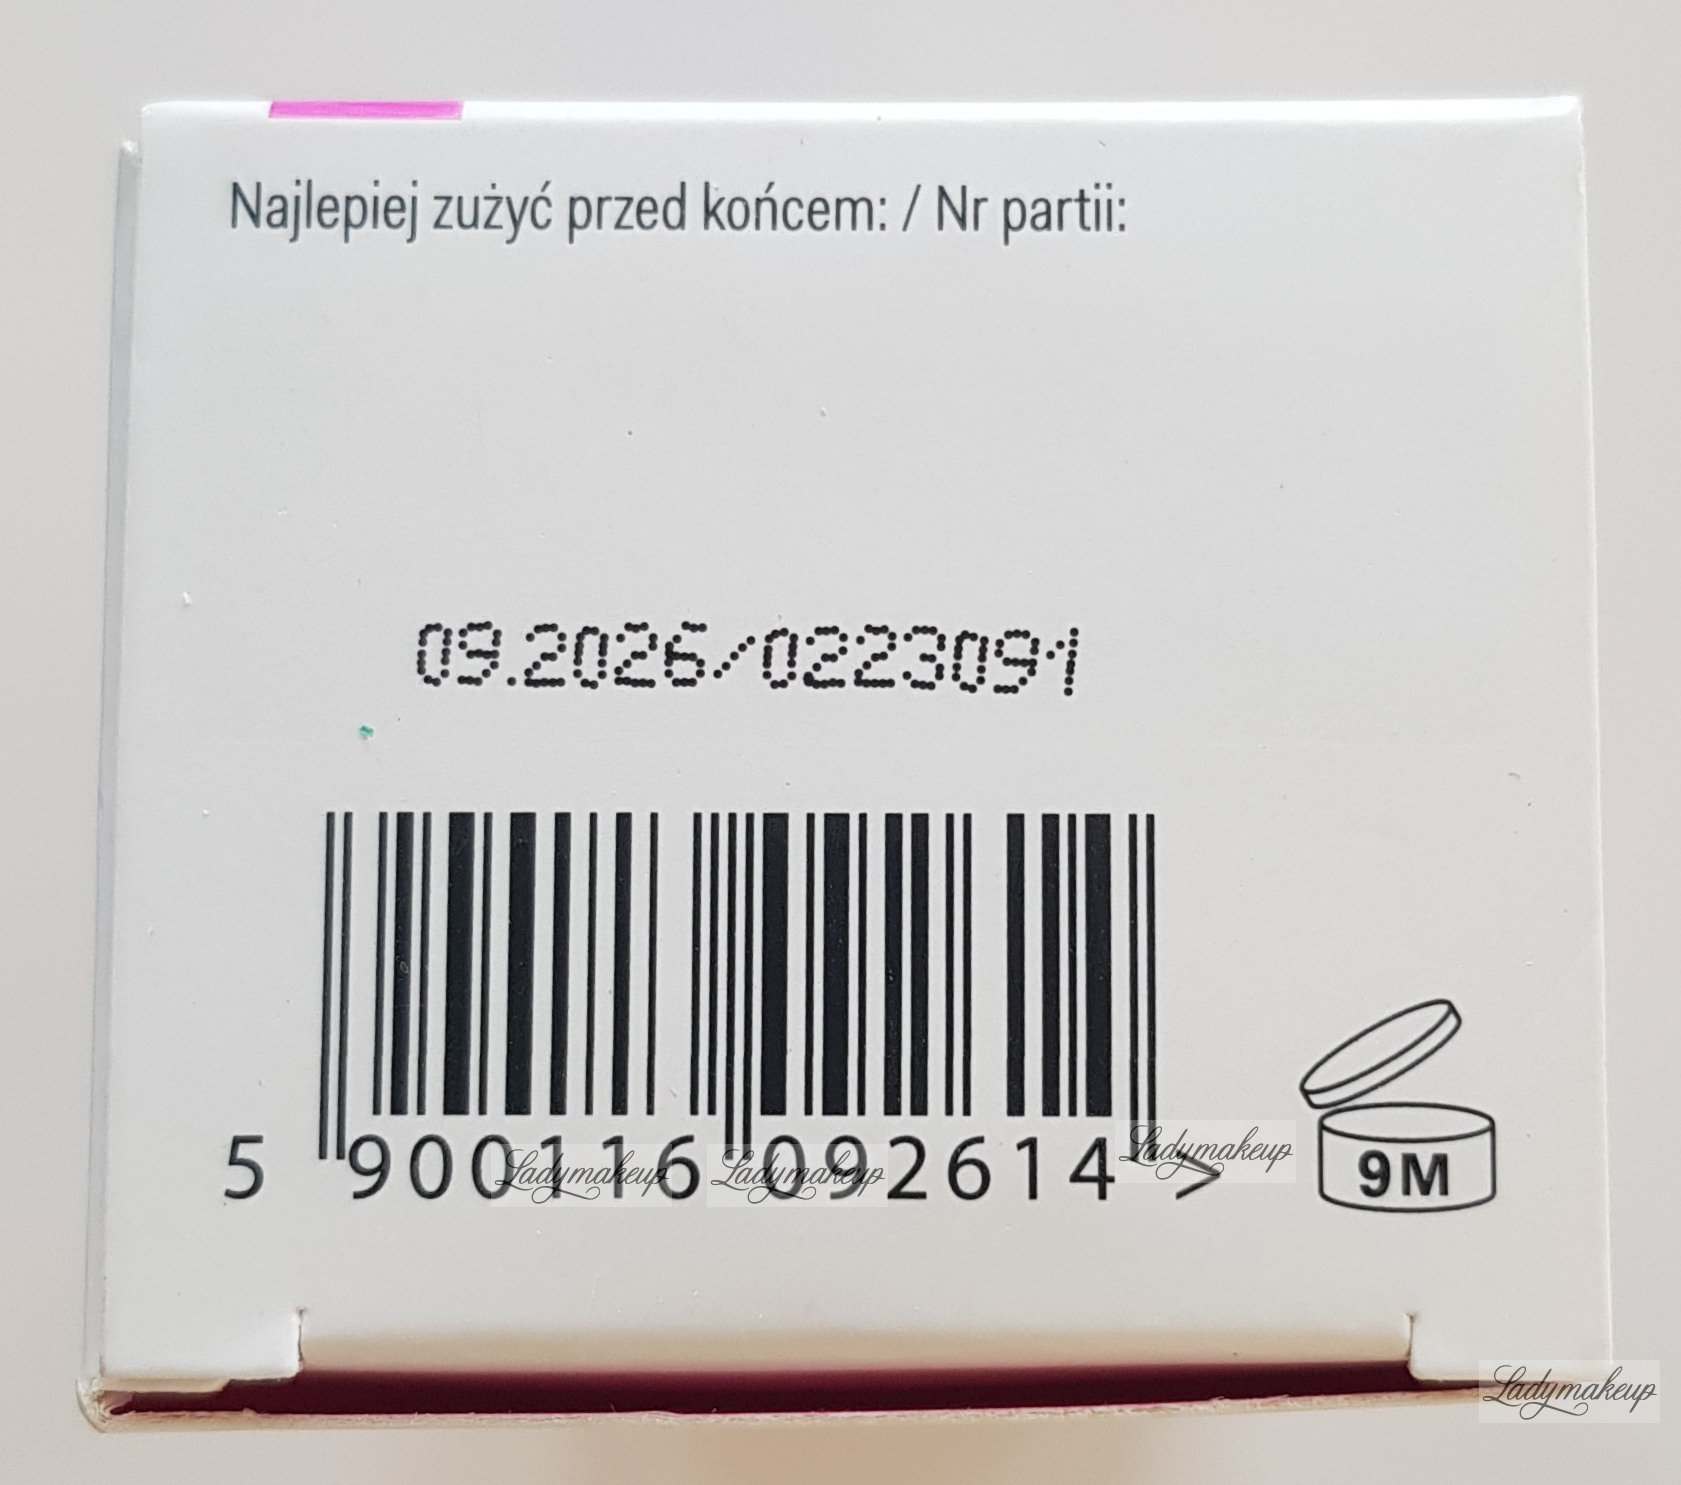 Najlepiej zużyć przed końcem: / Nr partii:
09.2026/0223091
5 900116 092614 >
Ladymakeup Ladymakeup Ladymakeup
9M
Ladymakeup